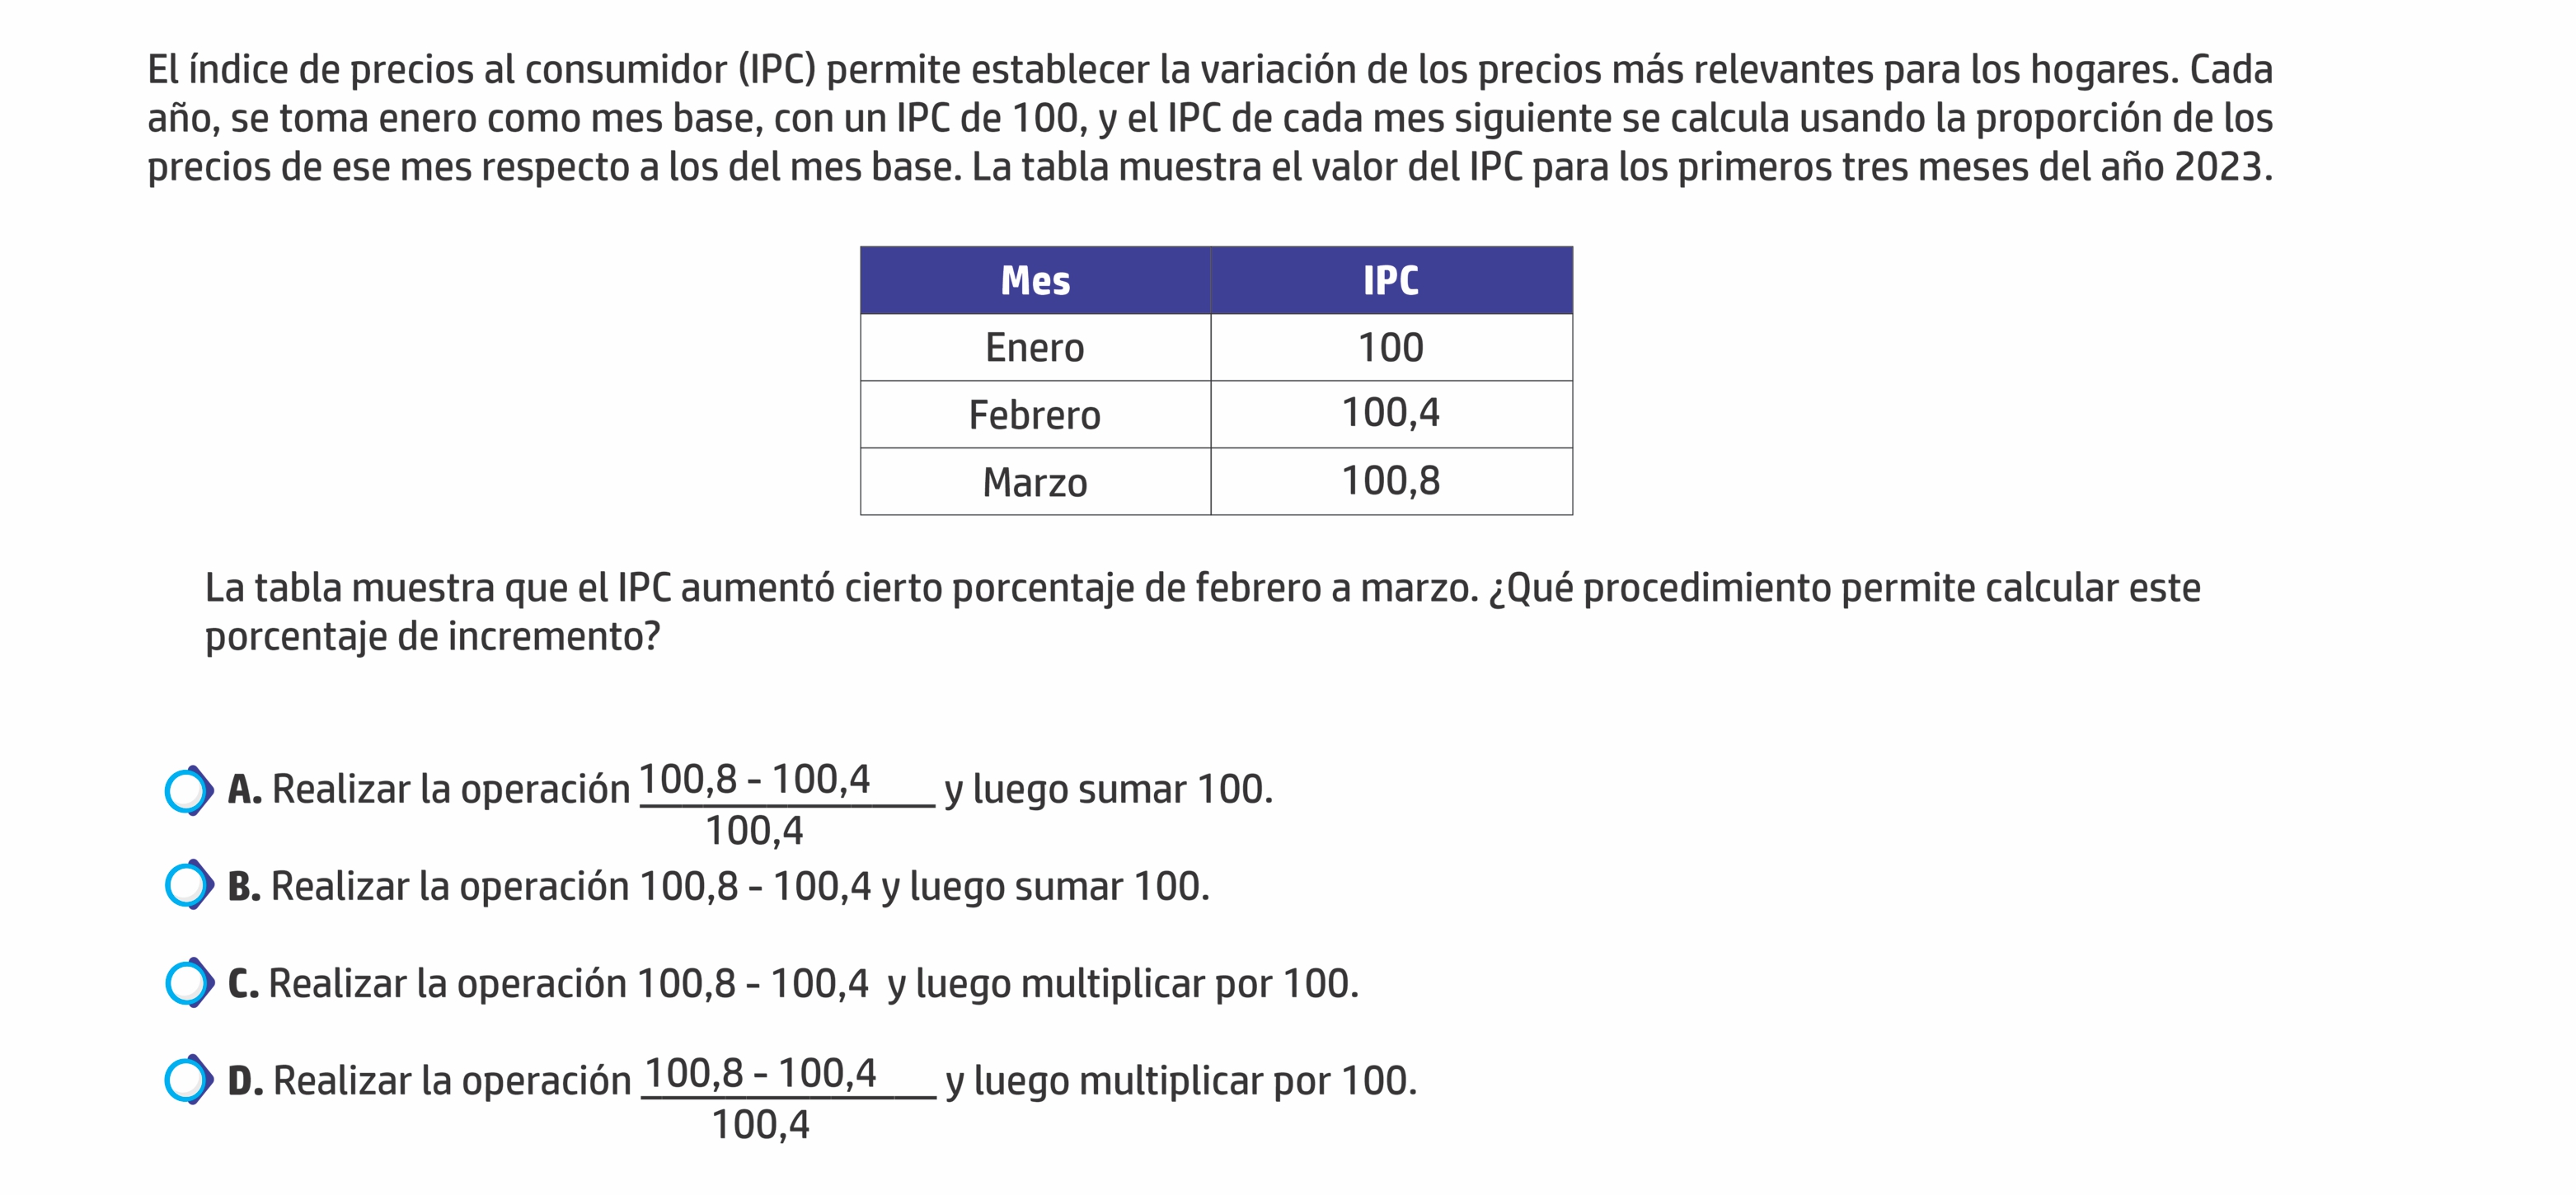 El índice de precios al consumidor (IPC) permite establecer la variación de los precios más relevantes para los hogares. Cada
año, se toma enero como mes base, con un IPC de 100, y el IPC de cada mes siguiente se calcula usando la proporción de los
precios de ese mes respecto a los del mes base. La tabla muestra el valor del IPC para los primeros tres meses del año 2023.
Mes IPC
Enero 100
Febrero 100,4
Marzo 100,8
La tabla muestra que el IPC aumentó cierto porcentaje de febrero a marzo. ¿Qué procedimiento permite calcular este
porcentaje de incremento?
A. Realizar la operación 100,8 - 100,4 y luego sumar 100.
100,4
B. Realizar la operación 100,8 - 100,4 y luego sumar 100.
C. Realizar la operación 100,8 - 100,4 y luego multiplicar por 100.
D. Realizar la operación 100,8 - 100,4 y luego multiplicar por 100.
100,4